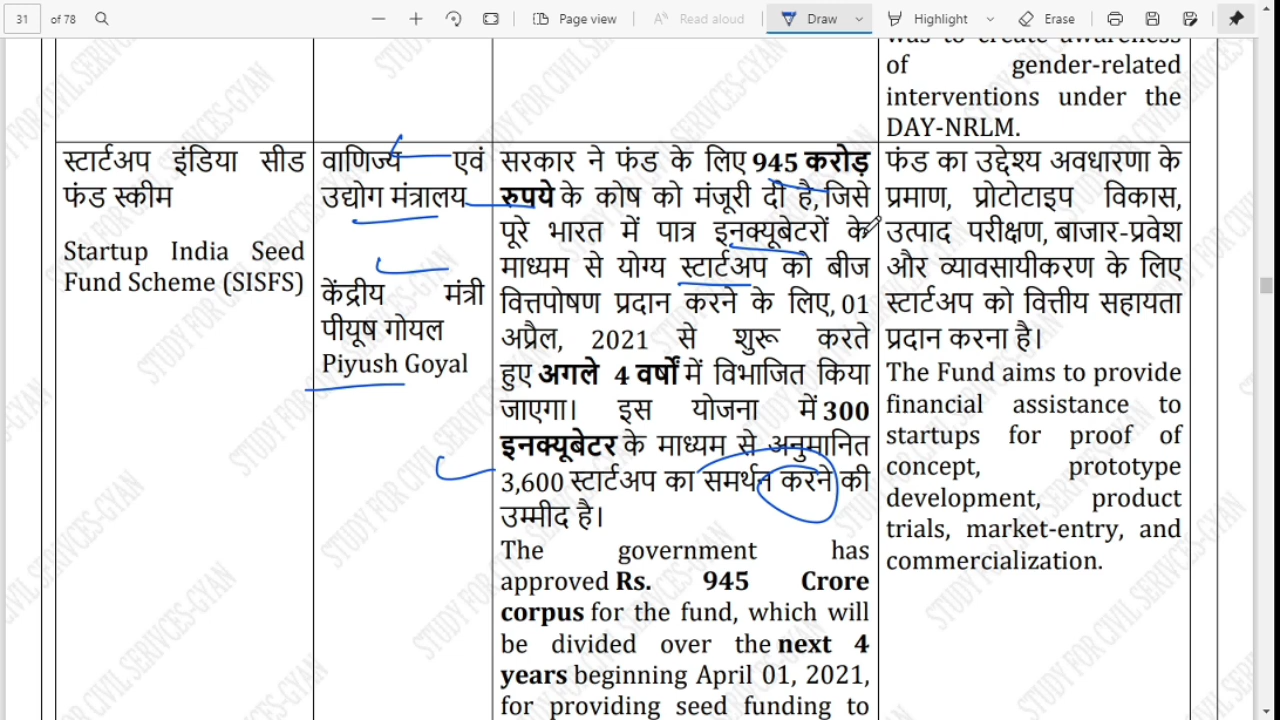 31 of 78 Page view Read aloud Draw Highlight Erase
was to create awareness
of gender-related
interventions under the
DAY-NRLM.
स्टार्टअप इंडिया सीड
फंड स्कीम
Startup India Seed
Fund Scheme (SISFS)
वाणिज्य एवं
उद्योग मंत्रालय
केंद्रीय मंत्री
पीयूष गोयल
Piyush Goyal
सरकार ने फंड के लिए 945 करोड़
रुपये के कोष को मंजूरी दी है, जिसे
पूरे भारत में पात्र इनक्यूबेटरों के
माध्यम से योग्य स्टार्टअप को बीज
वित्तपोषण प्रदान करने के लिए, 01
अप्रैल, 2021 से शुरू करते
हुए अगले 4 वर्षों में विभाजित किया
जाएगा। इस योजना में 300
इनक्यूबेटर के माध्यम से अनुमानित
3,600 स्टार्टअप का समर्थन करने की
उम्मीद है।
The government has
approved Rs. 945 Crore
corpus for the fund, which will
be divided over the next 4
years beginning April 01, 2021,
for providing seed funding to
फंड का उद्देश्य अवधारणा के
प्रमाण, प्रोटोटाइप विकास,
उत्पाद परीक्षण, बाजार-प्रवेश
और व्यावसायीकरण के लिए
स्टार्टअप को वित्तीय सहायता
प्रदान करना है।
The Fund aims to provide
financial assistance to
startups for proof of
concept, prototype
development, product
trials, market-entry, and
commercialization.
STUDY FOR CIVIL SERIVCES-GYAN